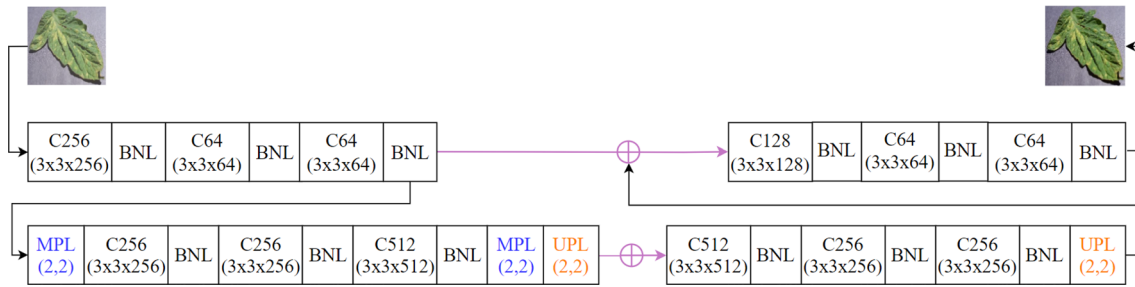 C256 BNL C64 BNL C64 BNL C128 BNL C64 BNL C64 BNL
(3x3x256) (3x3x64) (3x3x64) (3x3x128) (3x3x64) (3x3x64)
MPL C256 BNL C256 BNL C512 BNL MPL UPL C512 BNL C256 BNL C256 BNL UPL
(2,2) (3x3x256) (3x3x256) (3x3x512) (2,2) (2,2) (3x3x512) (3x3x256) (3x3x256) (2,2)